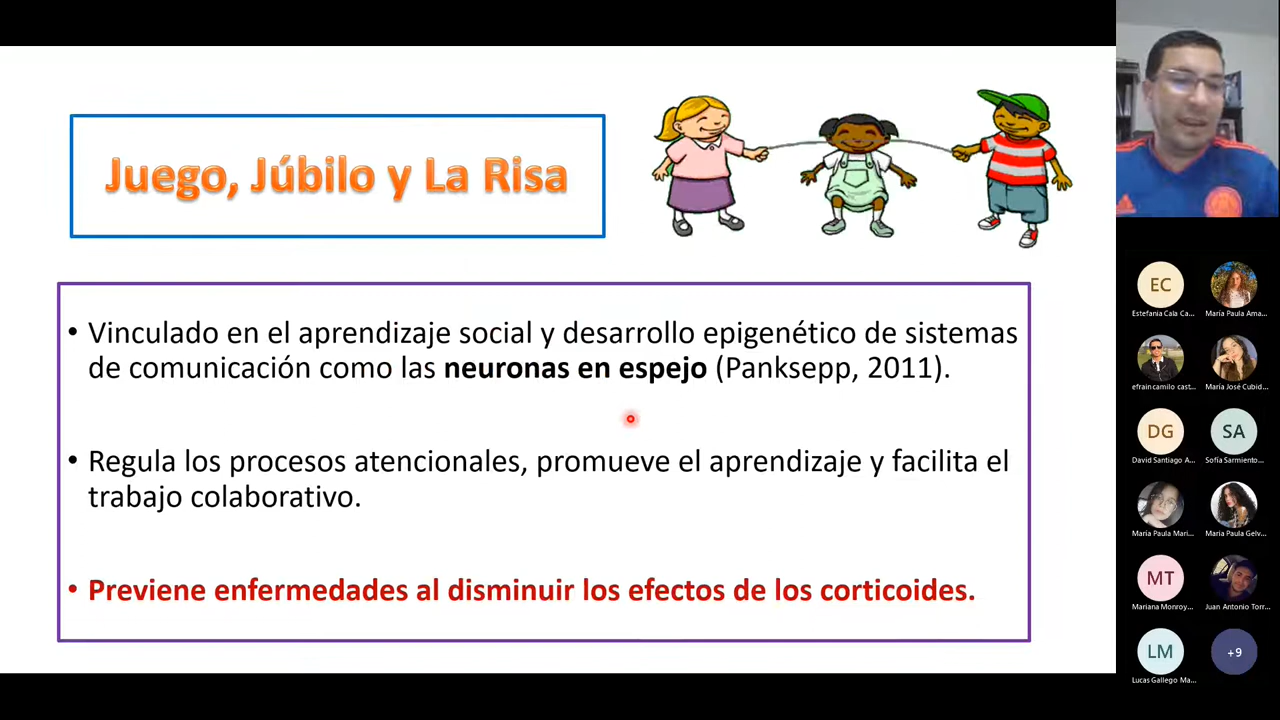 Juego, Júbilo y La Risa
• Vinculado en el aprendizaje social y desarrollo epigenético de sistemas
de comunicación como las neuronas en espejo (Panksepp, 2011).
• Regula los procesos atencionales, promueve el aprendizaje y facilita el
trabajo colaborativo.
• Previene enfermedades al disminuir los efectos de los corticoides.
EC
Estefania Cala Ca...
María Paula Ama...
efrain camilo cast...
María José Cubid...
DG
SA
David Santiago A...
Sofía Sarmiento...
María Paula Mari...
Maria Paula Gelv...
MT
Mariana Monroy...
Juan Antonio Torr...
LM
+9
Lucas Gallego Ma...